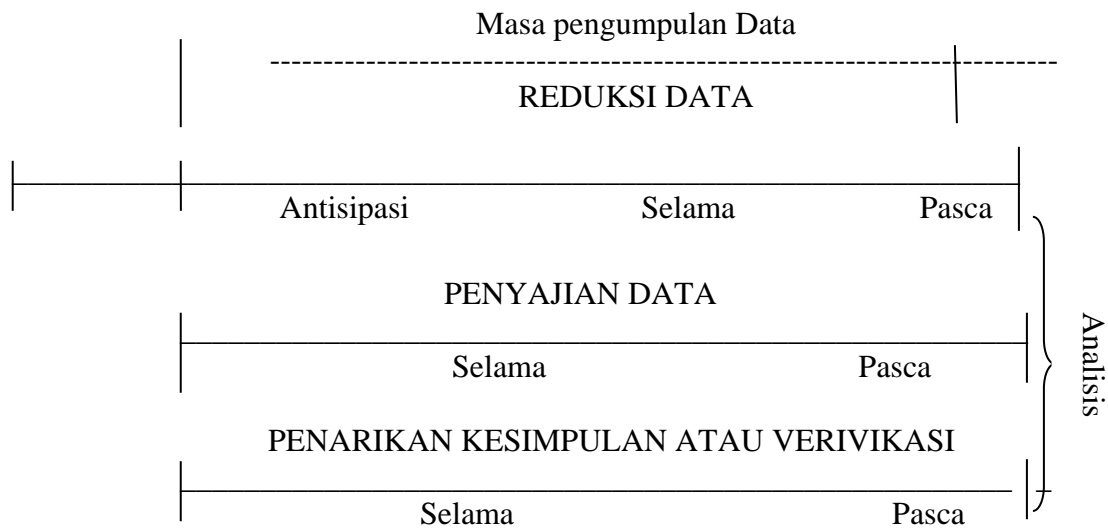 Masa pengumpulan Data
REDUKSI DATA
Antisipasi Selama Pasca
PENYAJIAN DATA
Selama Pasca
Analisis
PENARIKAN KESIMPULAN ATAU VERIVIKASI
Selama Pasca